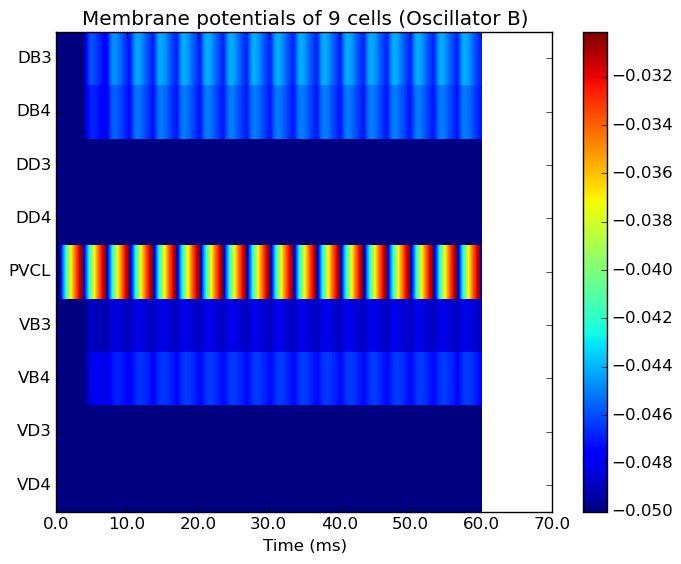 Membrane potentials of 9 cells (Oscillator B)
DB3
DB4
DD3
DD4
PVCL
VB3
VB4
VD3
VD4
0.0 10.0 20.0 30.0 40.0 50.0 60.0 70.0
Time (ms)
−0.032
−0.034
−0.036
−0.038
−0.040
−0.042
−0.044
−0.046
−0.048
−0.050